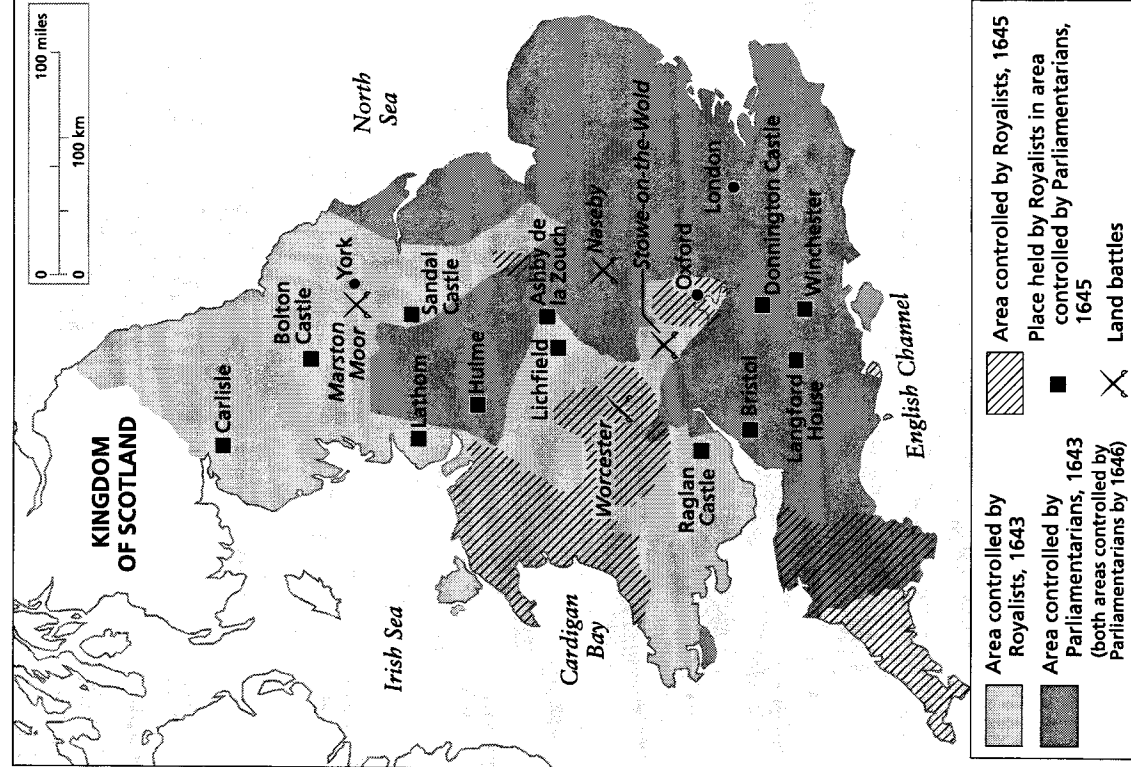 0
100 miles
0
100 km
KINGDOM
OF SCOTLAND
North
Sea
Irish Sea
Cardigan
Bay
English Channel
Carlisle
Bolton
Castle
York
Marston
Moor
Sandal
Castle
Lathom
Hulme
Ashby de
la Zouch
Lichfield
Naseby
Stowe-on-the-Wold
Worcester
Oxford
London
Raglan
Castle
Bristol
Donnington Castle
Langford
House
Winchester
Area controlled by
Royalists, 1643
Area controlled by
Parliamentarians, 1643
(both areas controlled by
Parliamentarians by 1646)
Area controlled by Royalists, 1645
Place held by Royalists in area
controlled by Parliamentarians,
1645
Land battles